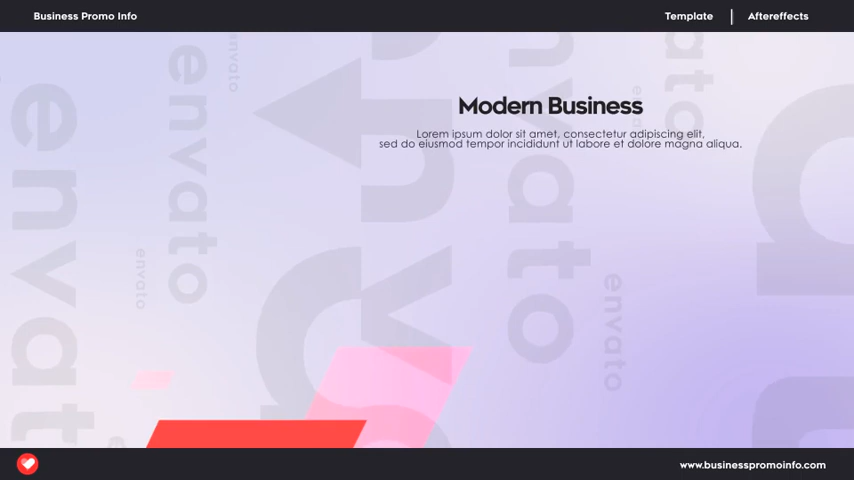 Business Promo Info
Template
Aftereffects
Modern Business
Lorem ipsum dolor sit amet, consectetur adipiscing elit,
sed do eiusmod tempor incididunt ut labore et dolore magna aliqua.
envato
envato
envato
envato
envato
envato
www.businesspromoinfo.com